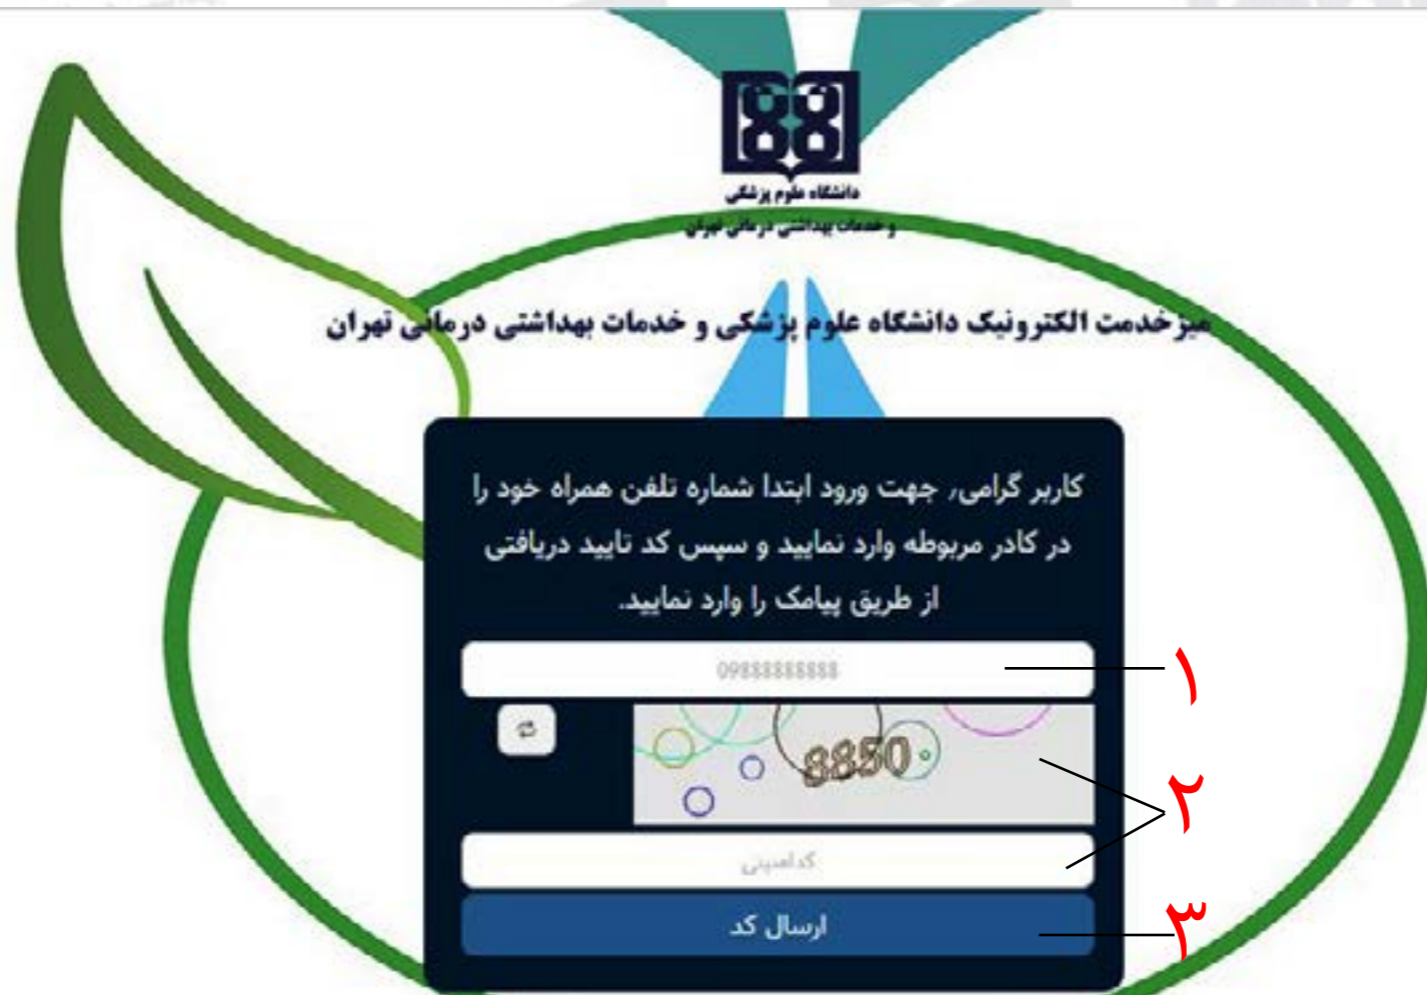 دانشگاه علوم پزشکی
و خدمات بهداشتی درمانی تهران
میز خدمت الکترونیک دانشگاه علوم پزشکی و خدمات بهداشتی درمانی تهران
کاربر گرامی، جهت ورود ابتدا شماره تلفن همراه خود را
در کادر مربوطه وارد نمایید و سپس کد تایید دریافتی
از طریق پیامک را وارد نمایید.
09888888888
۱
8850
۲
کدامنیتی
ارسال کد
۳